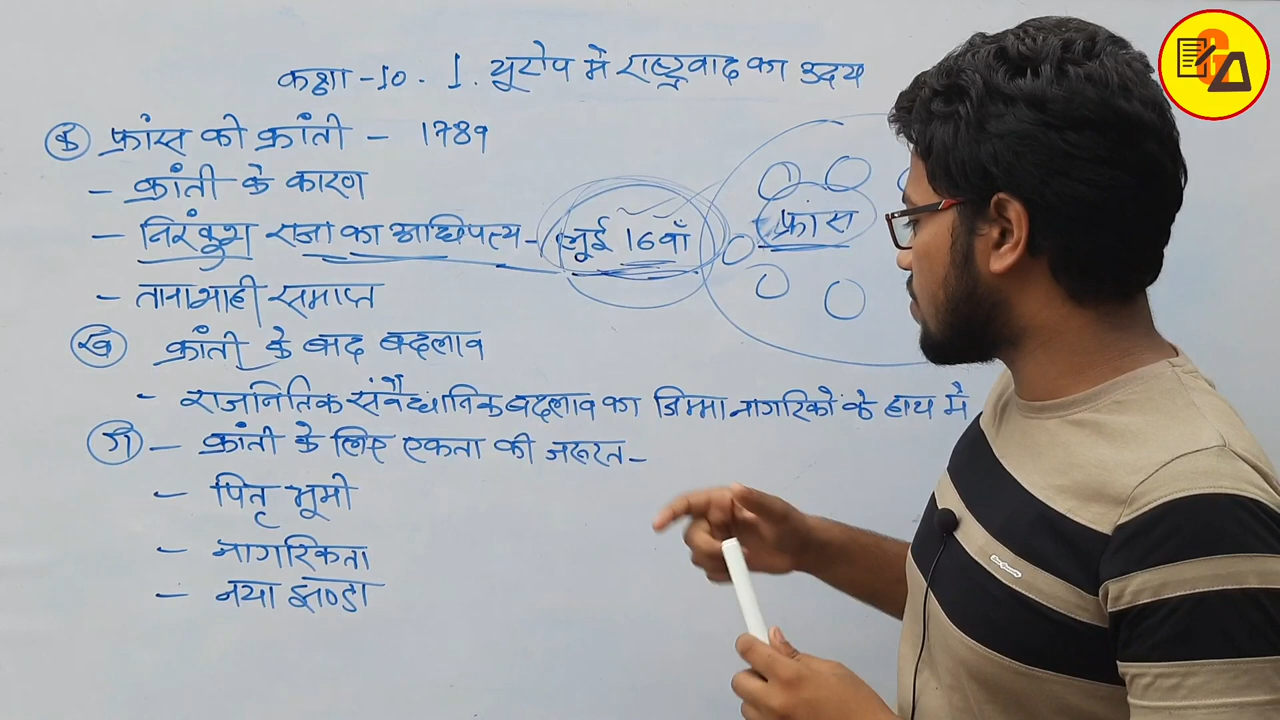 कक्षा -10. 1. यूरोप में राष्ट्रवाद का उदय
क फ्रांस की क्रांती - 1789
- क्रांती के कारण
- निरंकुश राजा का आधिपत्य - लुई 16वाँ
फ्रांस
- तानाशाही समाप्त
ख क्रांती के बाद बदलाव
- राजनितिक संवैधानिक बदलाव का जिम्मा नागरिको के हाथ मे
ग - क्रांती के लिए एकता की जरूरत -
- पितृ भूमी
- नागरिकता
- नया झण्डा